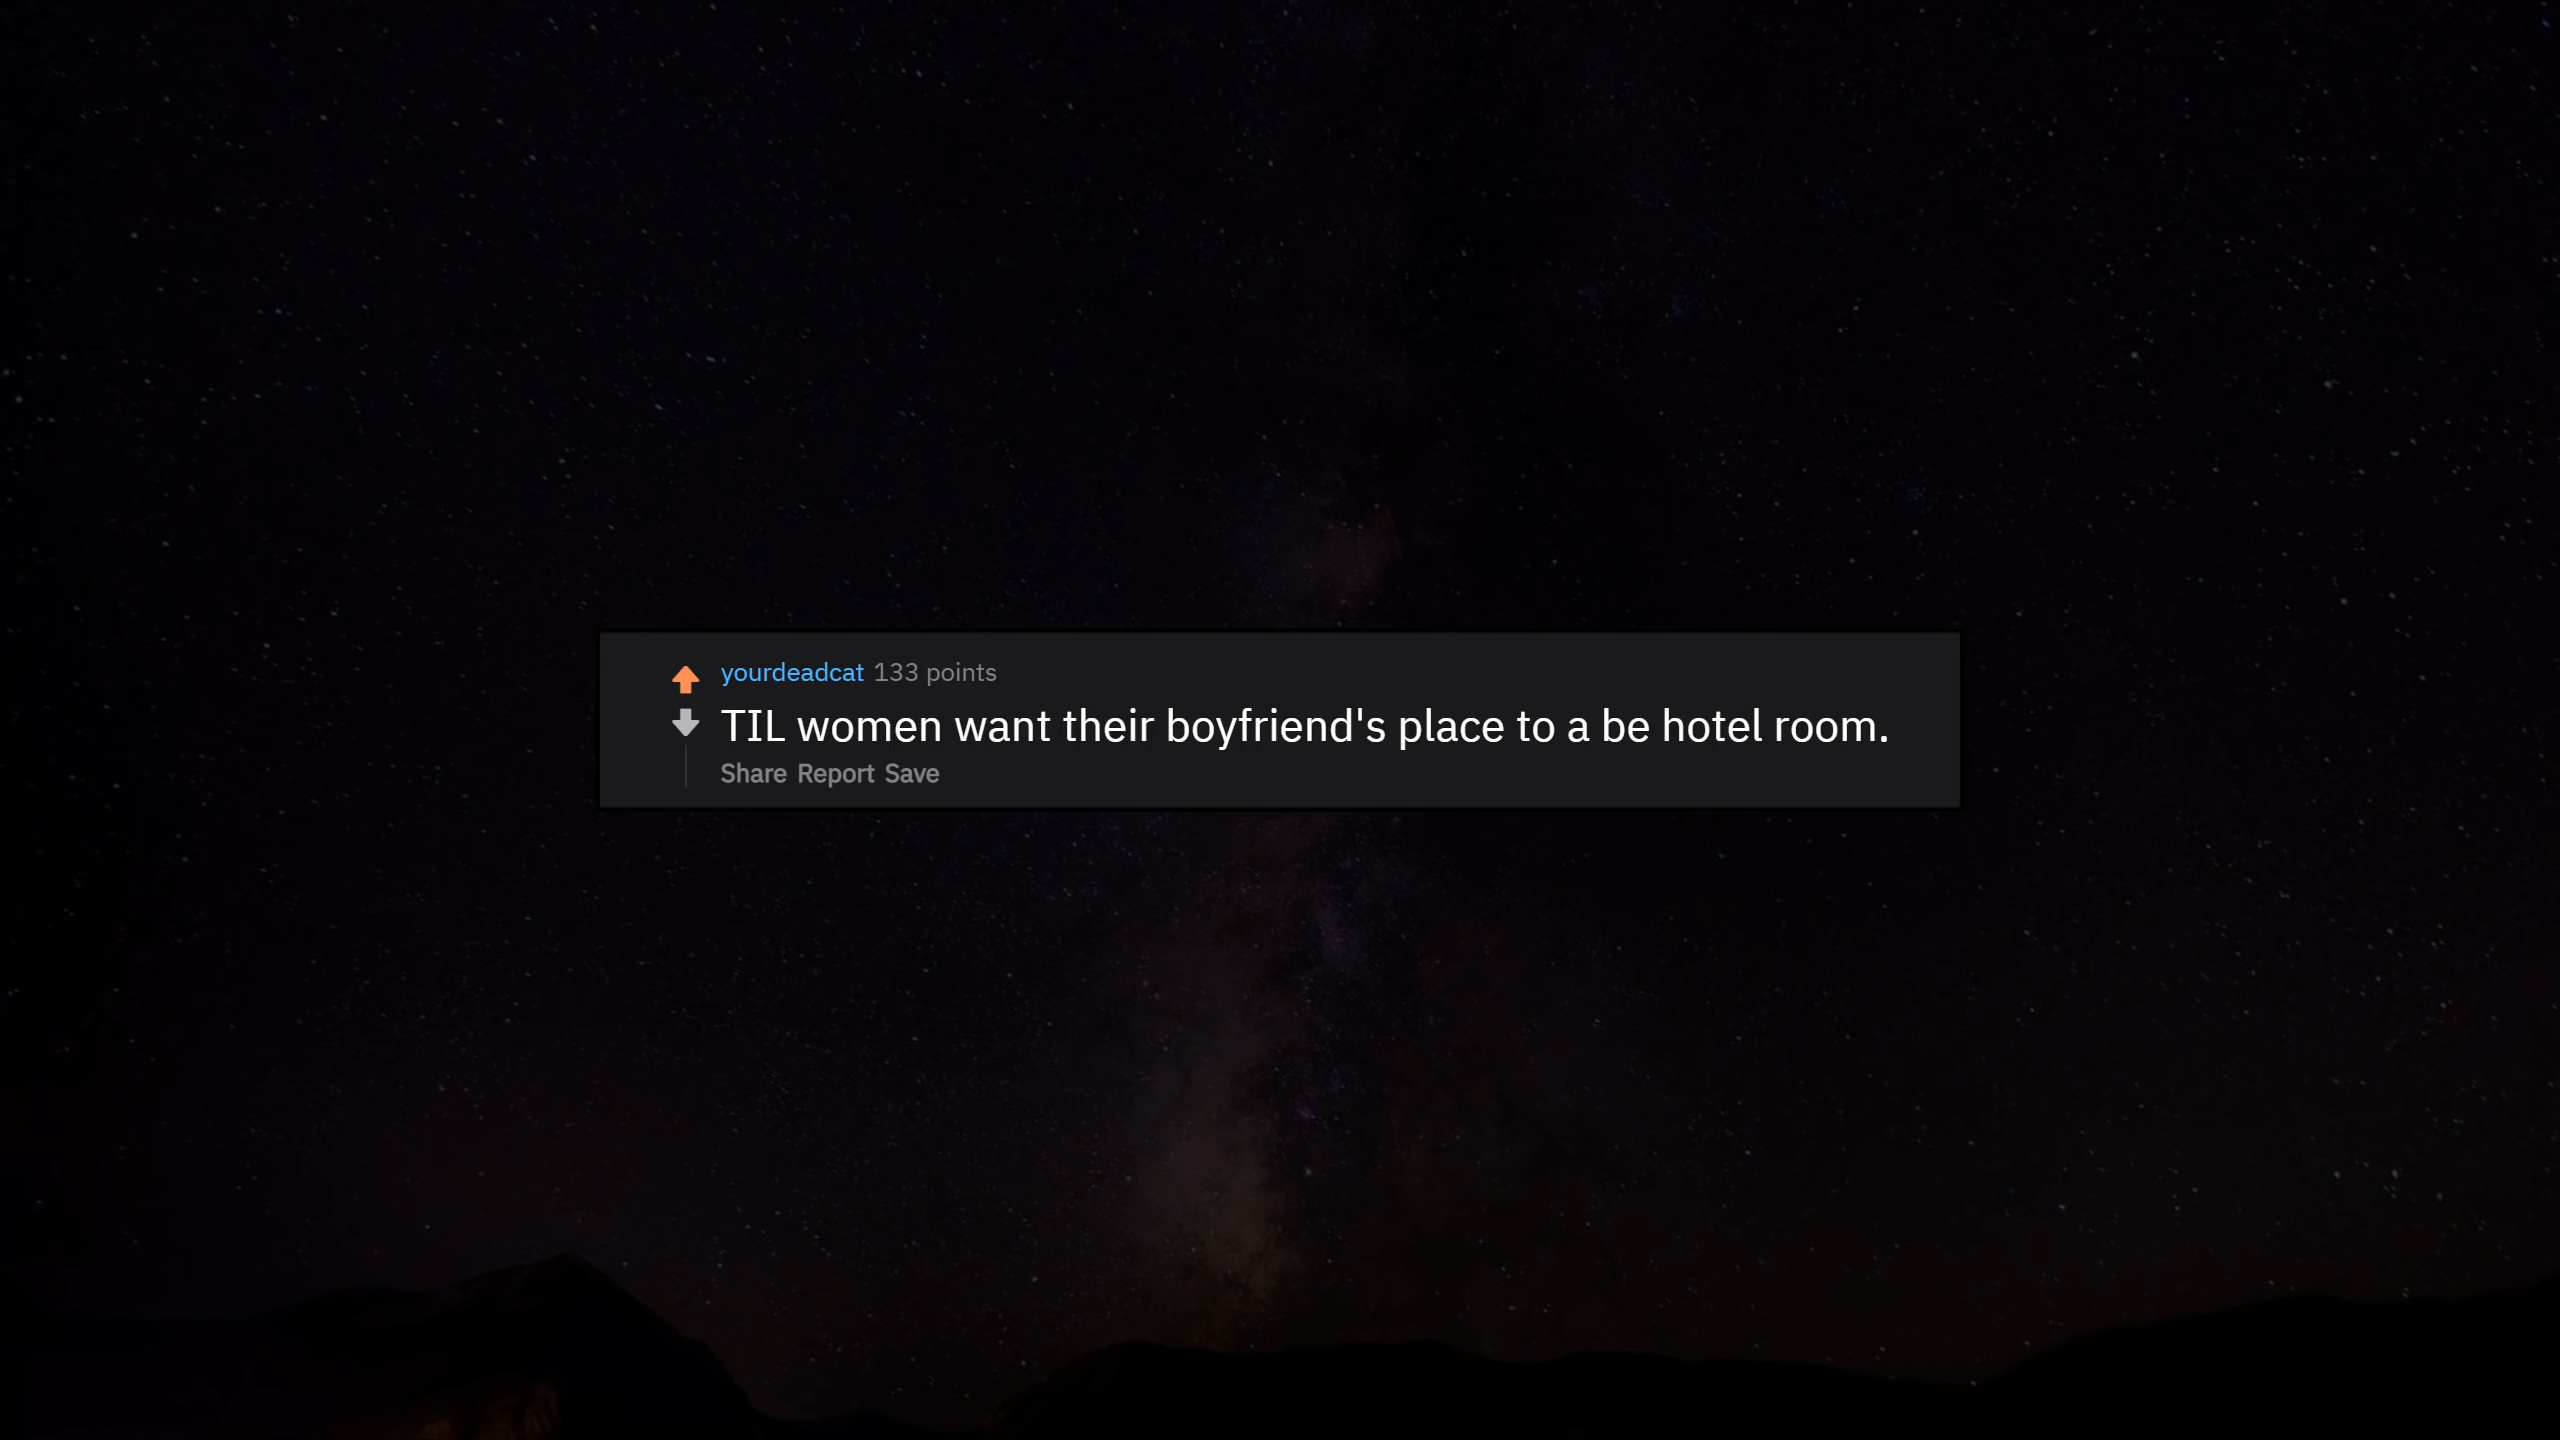 yourdeadcat 133 points
TIL women want their boyfriend's place to a be hotel room.
Share Report Save